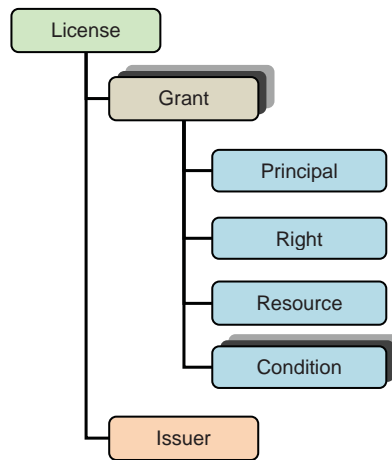 License
Grant
Principal
Right
Resource
Condition
Issuer